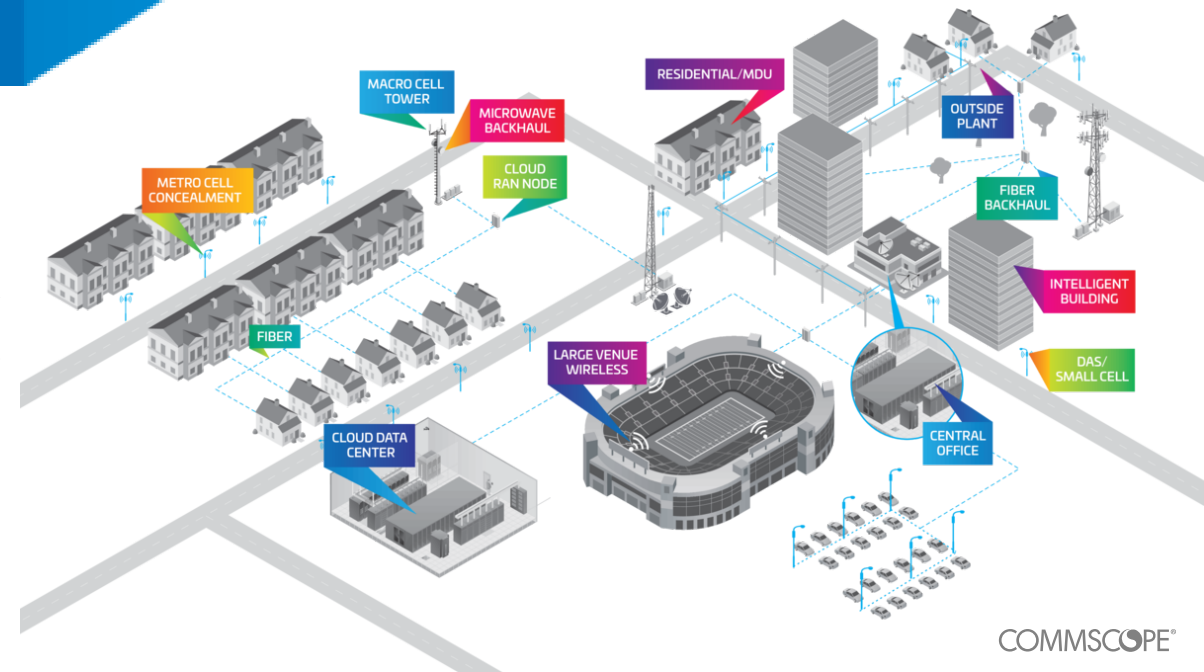 RESIDENTIAL/MDU
MACRO CELL
TOWER
MICROWAVE
BACKHAUL
OUTSIDE
PLANT
CLOUD
RAN NODE
METRO CELL
CONCEALMENT
FIBER
BACKHAUL
INTELLIGENT
BUILDING
FIBER
LARGE VENUE
WIRELESS
DAS/
SMALL CELL
CLOUD DATA
CENTER
CENTRAL
OFFICE
COMMSCOPE®